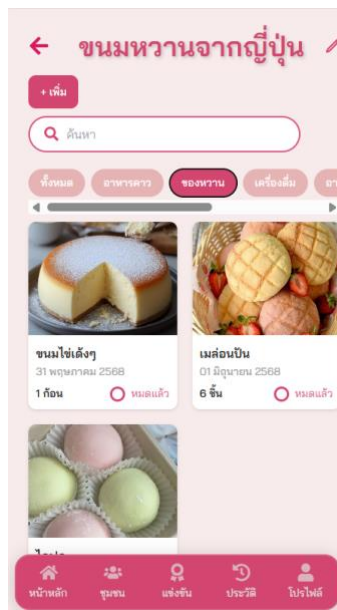 ขนมหวานจากญี่ปุ่น
+ เพิ่ม
ค้นหา
ทั้งหมด อาหารคาว ของหวาน เครื่องดื่ม
ขนมไข่เด้งๆ เมล่อนปัน
31 พฤษภาคม 2568 01 มิถุนายน 2568
1 ก้อน หมดแล้ว 6 ชิ้น หมดแล้ว
หน้าหลัก ชุมชน แข่งขัน ประวัติ โปรไฟล์